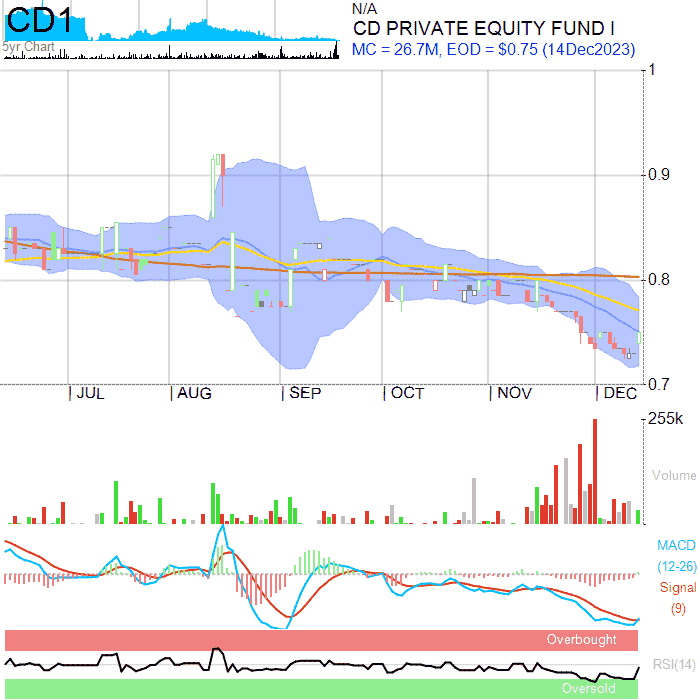 CD1
5yr Chart
N/A
CD PRIVATE EQUITY FUND I
MC = 26.7M, EOD = $0.75 (14Dec2023)
1
0.9
0.8
0.7
JUL AUG SEP OCT NOV DEC
255k
Volume
MACD
(12-26)
Signal
(9)
Overbought
RSI(14)
Oversold